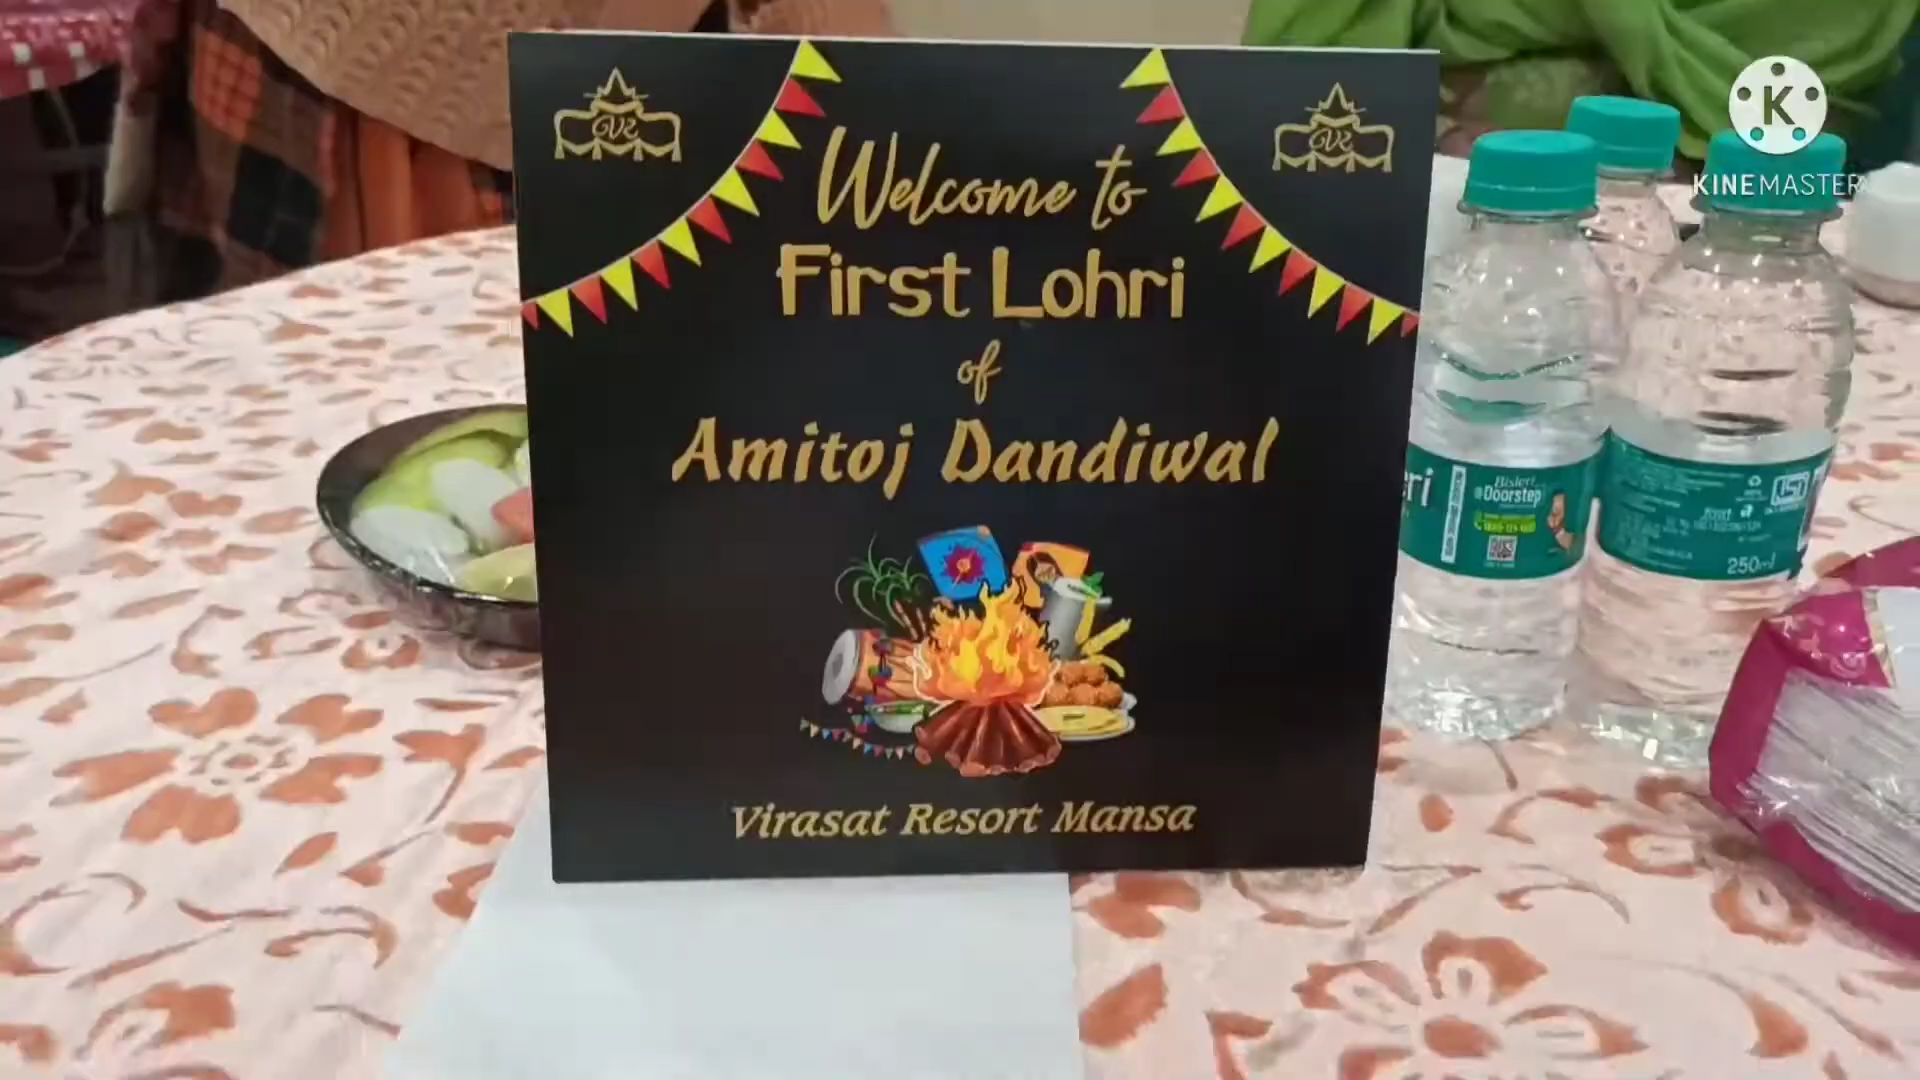 Welcome to
First Lohri
of
Amitoj Dandiwal
Virasat Resort Mansa
K
KINEMASTER
Bisleri
@Doorstep
250ml